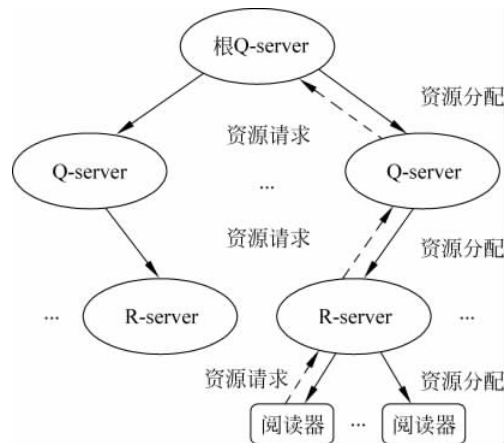 根Q-server
资源分配
资源请求
Q-server
...
Q-server
资源请求
资源分配
...
R-server
R-server
...
资源请求
资源分配
阅读器
...
阅读器